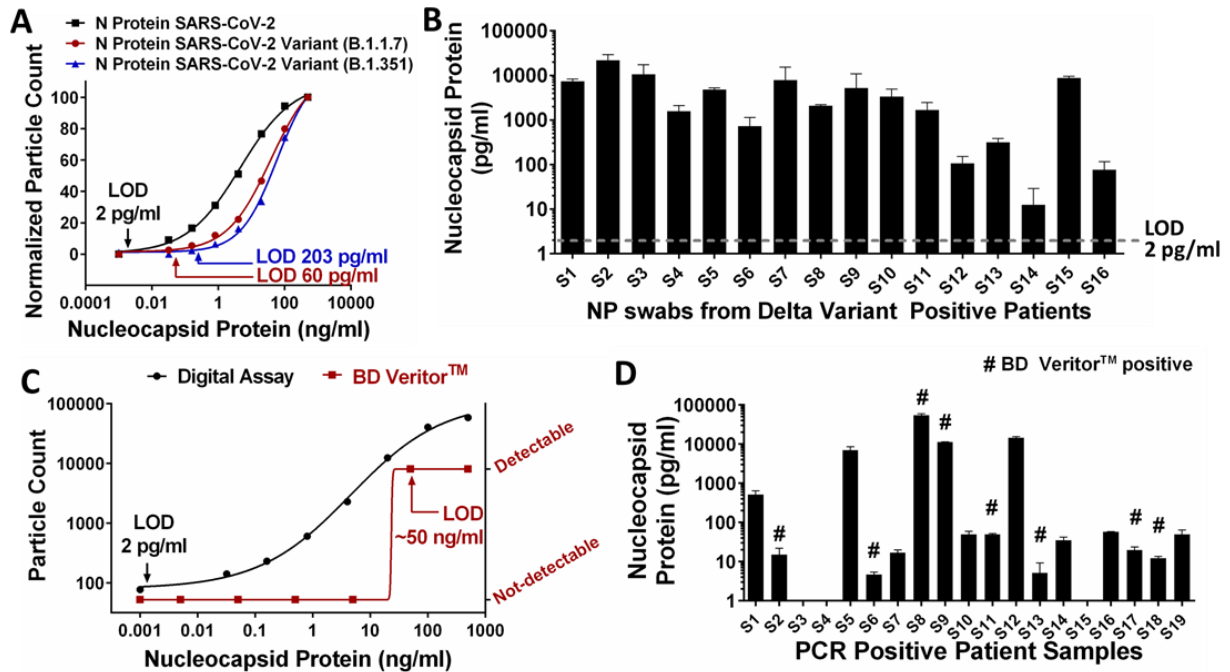 A
N Protein SARS-CoV-2
N Protein SARS-CoV-2 Variant (B.1.1.7)
N Protein SARS-CoV-2 Variant (B.1.351)
Normalized Particle Count
100
80
60
40
20
0
LOD
2 pg/ml
LOD 203 pg/ml
LOD 60 pg/ml
0.0001 0.01 1 100 10000
Nucleocapsid Protein (ng/ml)
B
Nucleocapsid Protein
(pg/ml)
100000
10000
1000
100
10
1
LOD
2 pg/ml
S1 S2 S3 S4 S5 S6 S7 S8 S9 S10 S11 S12 S13 S14 S15 S16
NP swabs from Delta Variant Positive Patients
C
Digital Assay BD Veritor™
Particle Count
100000
10000
1000
100
LOD
2 pg/ml
LOD
~50 ng/ml
Detectable
Not-detectable
0.001 0.01 0.1 1 10 100 500
Nucleocapsid Protein (ng/ml)
D
# BD Veritor™ positive
Nucleocapsid
Protein (pg/ml)
100000
10000
1000
100
10
1
# # # # # # # #
S1 S2 S3 S4 S5 S6 S7 S8 S9 S10 S11 S12 S13 S14 S15 S16 S17 S18 S19
PCR Positive Patient Samples